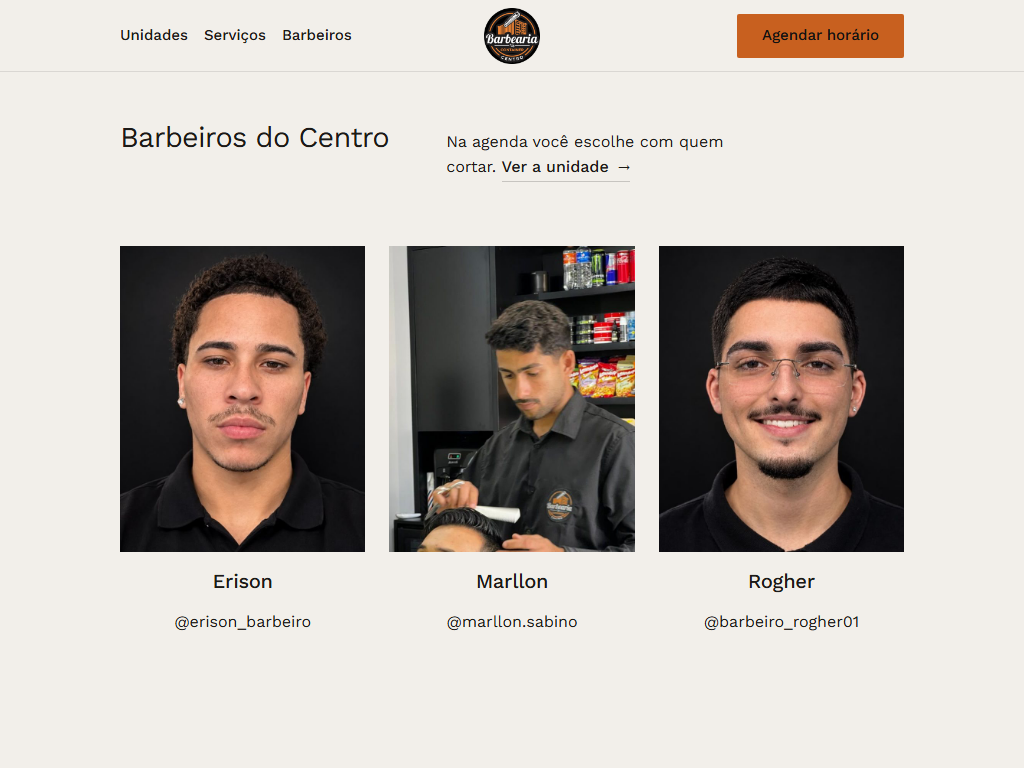 Unidades Serviços Barbeiros
Barbearia
CENTRO
Agendar horário
Barbeiros do Centro
Na agenda você escolhe com quem
cortar. Ver a unidade →
Erison
Marllon
Rogher
@erison_barbeiro
@marllon.sabino
@barbeiro_rogher01